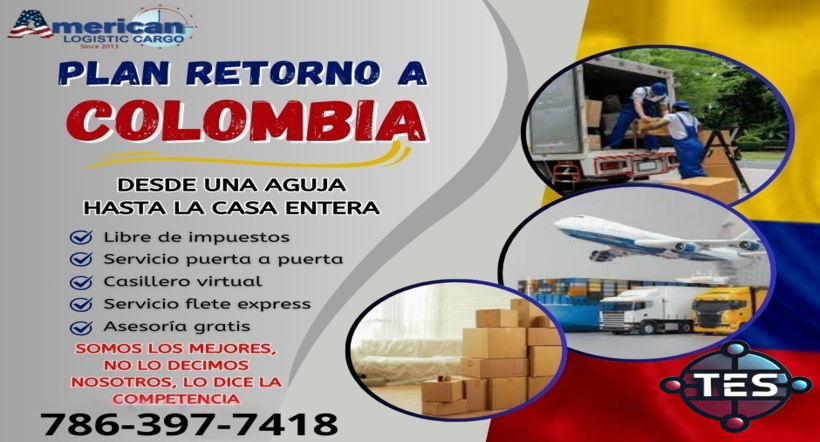 American
LOGISTIC CARGO
Since 2013
PLAN RETORNO A
COLOMBIA
DESDE UNA AGUJA
HASTA LA CASA ENTERA
Libre de impuestos
Servicio puerta a puerta
Casillero virtual
Servicio flete express
Asesoría gratis
SOMOS LOS MEJORES,
NO LO DECIMOS
NOSOTROS, LO DICE LA
COMPETENCIA
786-397-7418
TES